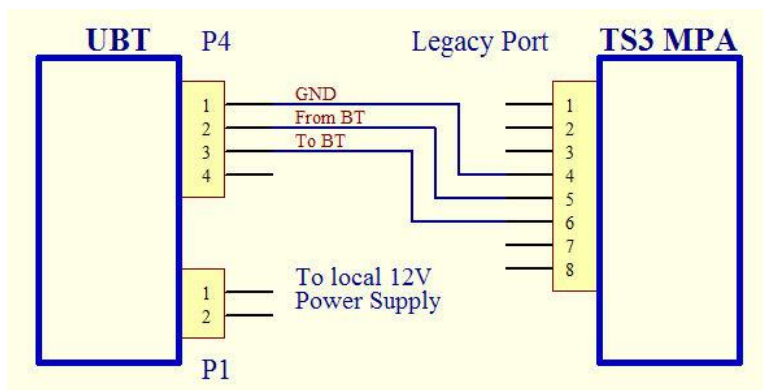 UBT P4 Legacy Port TS3 MPA
1 GND 1
2 From BT 2
3 To BT 3
4 4
5
6
7
8
1 To local 12V
2 Power Supply
P1